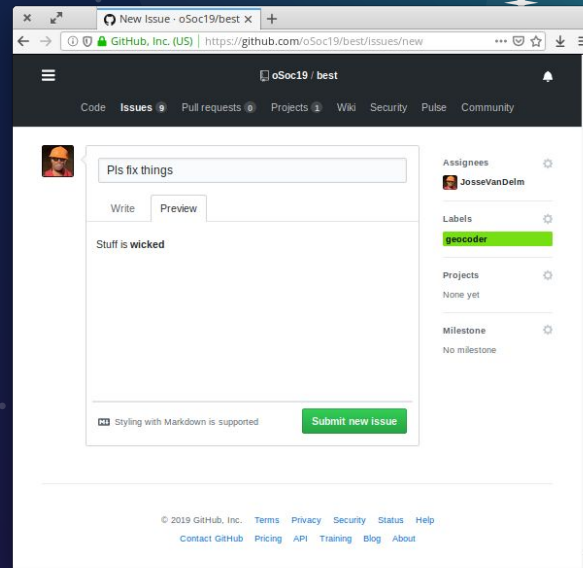 New Issue · oSoc19/best
GitHub, Inc. (US) https://github.com/oSoc19/best/issues/new
oSoc19 / best
Code Issues 9 Pull requests 0 Projects 1 Wiki Security Pulse Community
Pls fix things
Write Preview
Stuff is wicked
Styling with Markdown is supported
Submit new issue
Assignees
JosseVanDelm
Labels
geocoder
Projects
None yet
Milestone
No milestone
© 2019 GitHub, Inc. Terms Privacy Security Status Help
Contact GitHub Pricing API Training Blog About